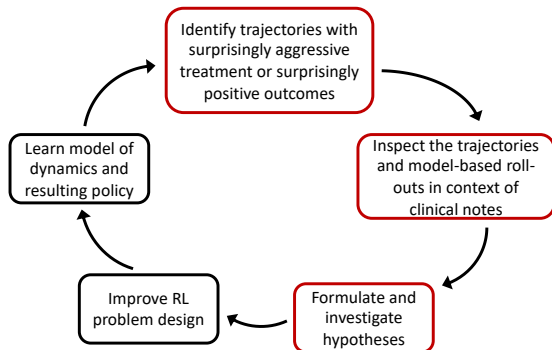 Identify trajectories with
surprisingly aggressive
treatment or surprisingly
positive outcomes
Inspect the trajectories
and model-based roll-
outs in context of
clinical notes
Formulate and
investigate
hypotheses
Improve RL
problem design
Learn model of
dynamics and
resulting policy